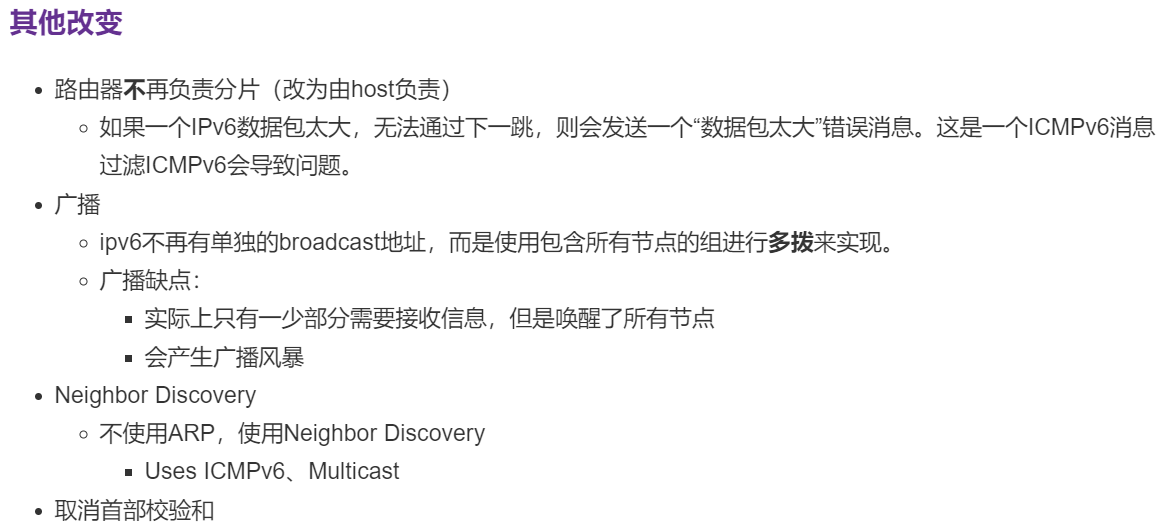 其他改变
路由器不再负责分片（改为由host负责）
如果一个IPv6数据包太大，无法通过下一跳，则会发送一个“数据包太大”错误消息。这是一个ICMPv6消息
过滤ICMPv6会导致问题。
广播
ipv6不再有单独的broadcast地址，而是使用包含所有节点的组进行多拨来实现。
广播缺点：
实际上只有一少部分需要接收信息，但是唤醒了所有节点
会产生广播风暴
Neighbor Discovery
不使用ARP，使用Neighbor Discovery
Uses ICMPv6、Multicast
取消首部校验和